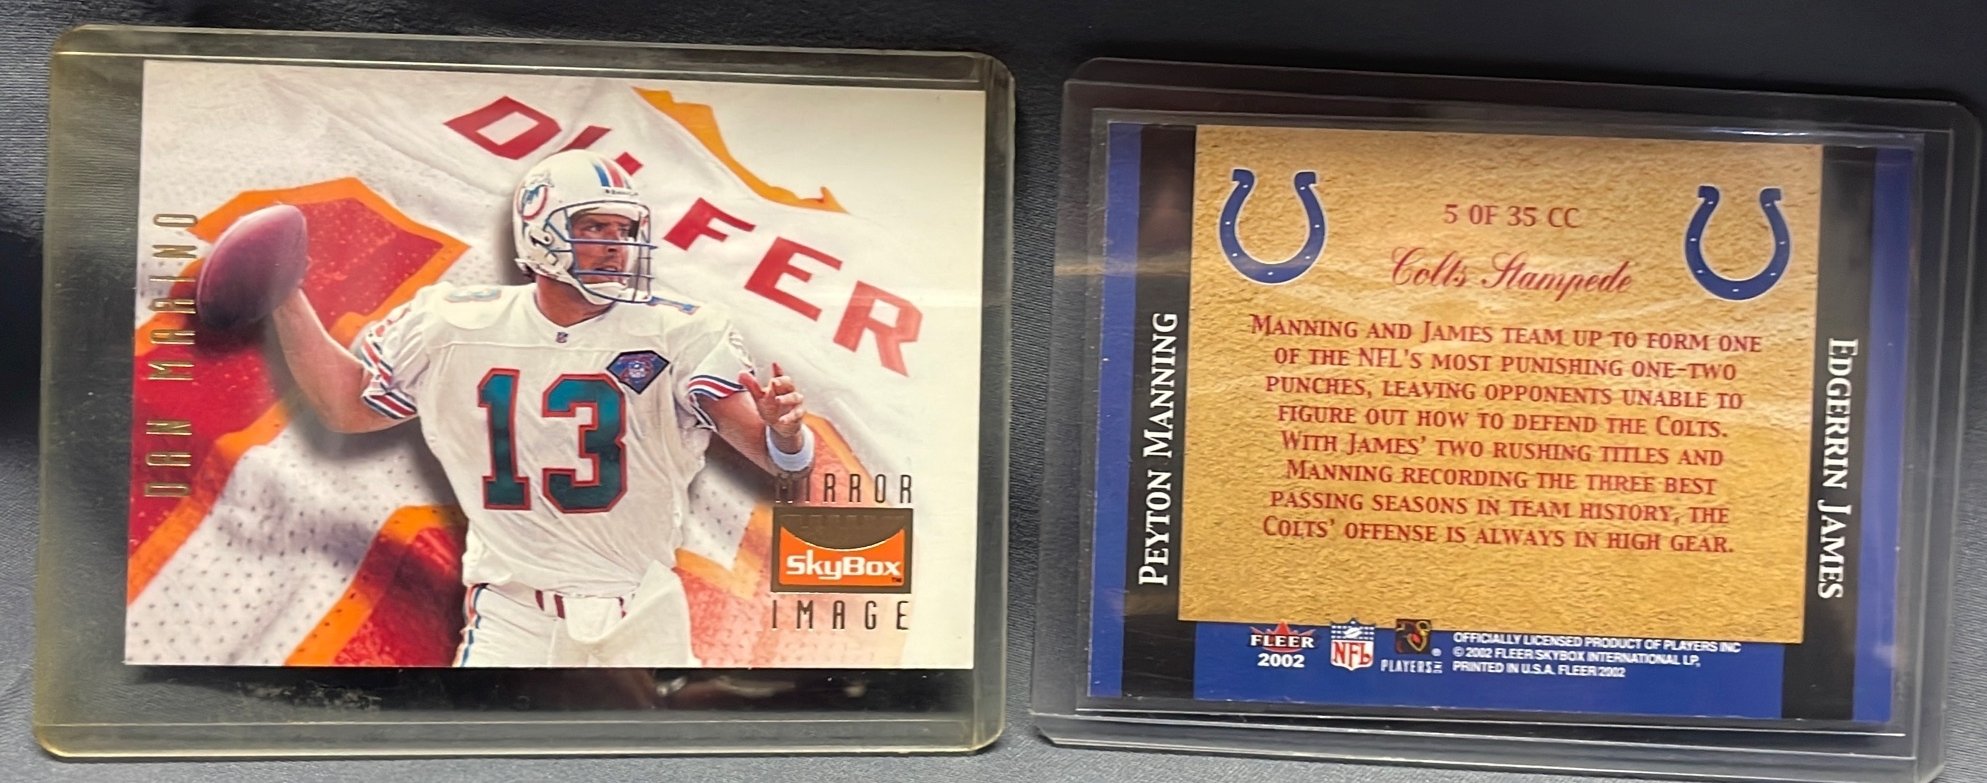 DAN MARINO
DILFER
13
MIRROR
SkyBox™
IMAGE
PEYTON MANNING
5 OF 35 CC
Colts Stampede
MANNING AND JAMES TEAM UP TO FORM ONE
OF THE NFL'S MOST PUNISHING ONE-TWO
PUNCHES, LEAVING OPPONENTS UNABLE TO
FIGURE OUT HOW TO DEFEND THE COLTS.
WITH JAMES' TWO RUSHING TITLES AND
MANNING RECORDING THE THREE BEST
PASSING SEASONS IN TEAM HISTORY, THE
COLTS' OFFENSE IS ALWAYS IN HIGH GEAR.
EDGERRIN JAMES
FLEER
2002
NFL
PLAYERS INC ®
OFFICIALLY LICENSED PRODUCT OF PLAYERS INC
© 2002 FLEER/SKYBOX INTERNATIONAL LP.
PRINTED IN U.S.A. FLEER 2002